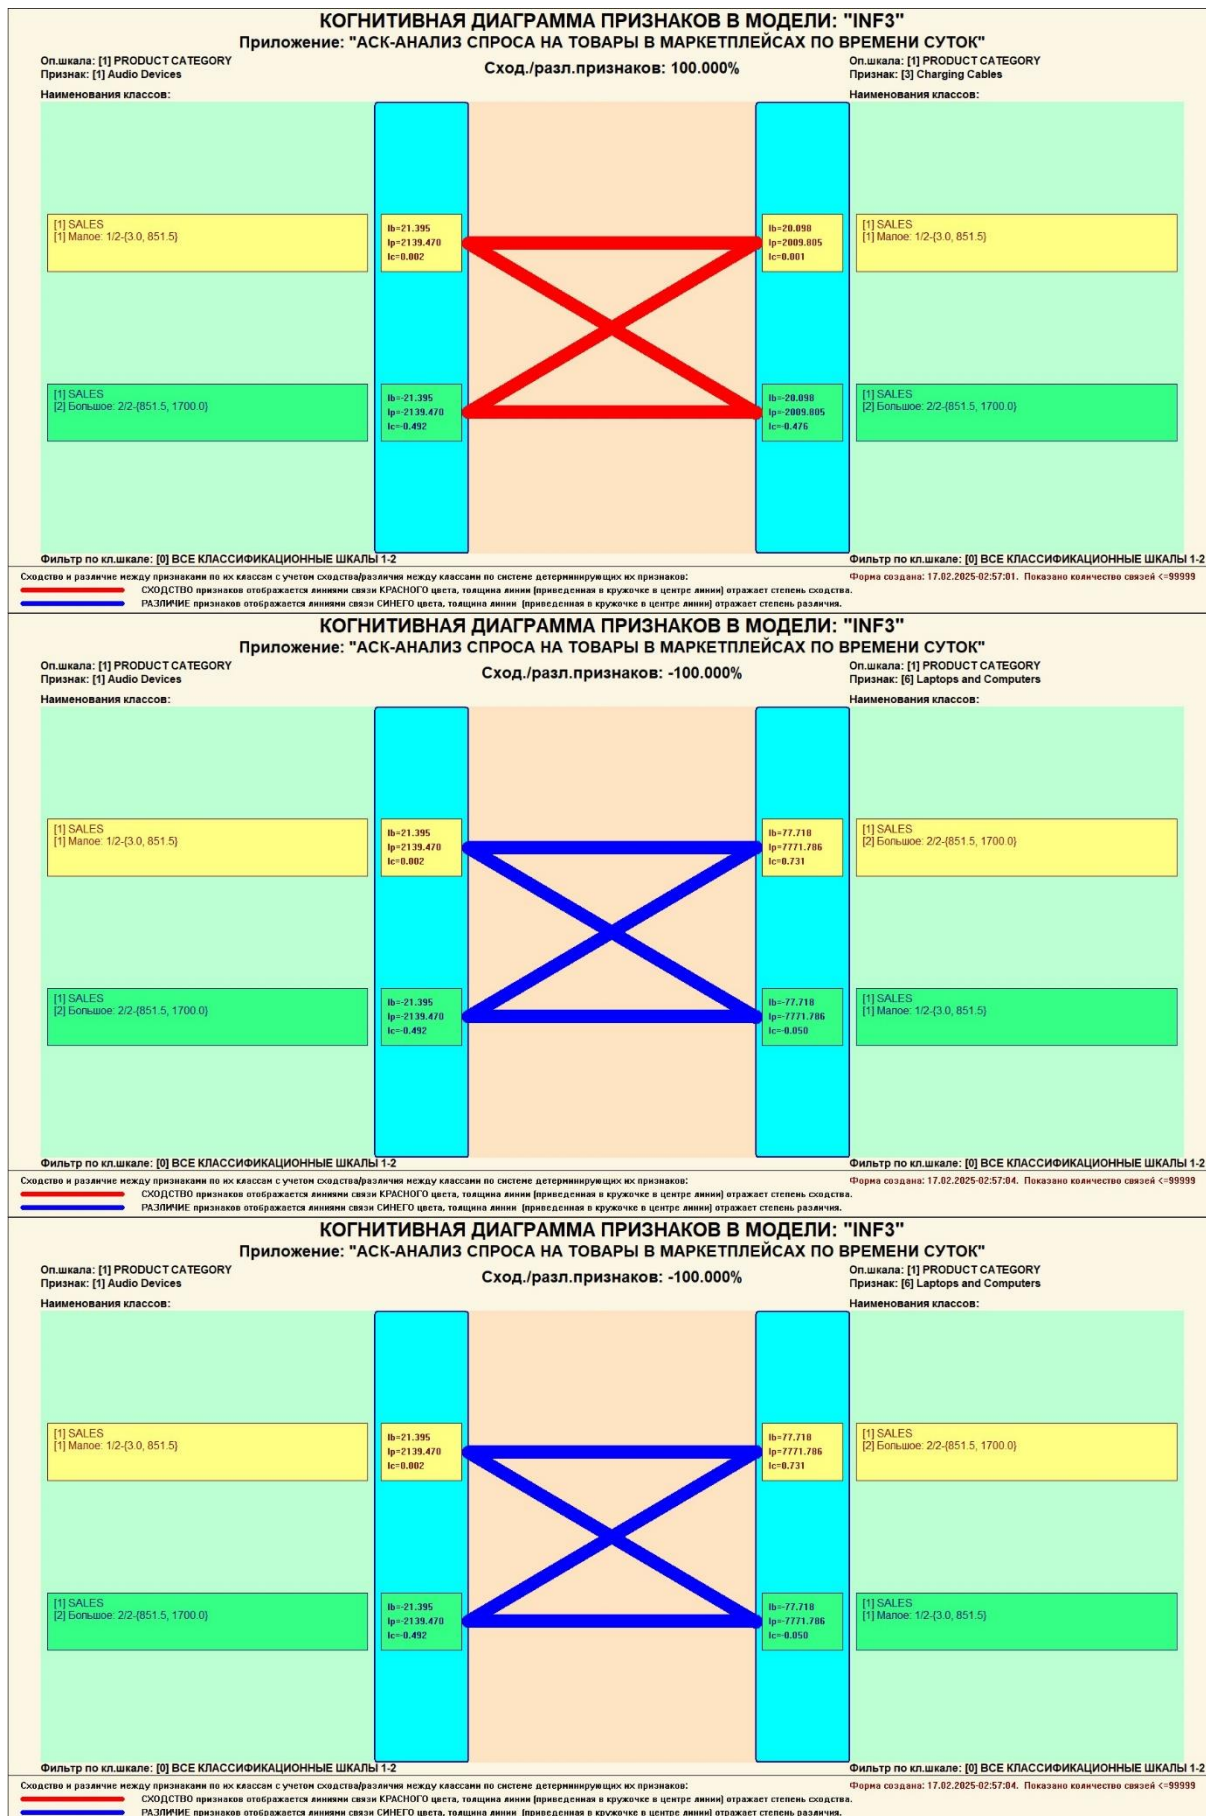 КОГНИТИВНАЯ ДИАГРАММА ПРИЗНАКОВ В МОДЕЛИ: "INF3"
Приложение: "АСК-АНАЛИЗ СПРОСА НА ТОВАРЫ В МАРКЕТПЛЕЙСАХ ПО ВРЕМЕНИ СУТОК"
Оп.шкала: [1] PRODUCT CATEGORY
Признак: [1] Audio Devices
Сход./разл.признаков: 100.000%
Оп.шкала: [1] PRODUCT CATEGORY
Признак: [3] Charging Cables
Наименования классов:
Наименования классов:
[1] SALES
[1] Малое: 1/2-{3.0, 851.5}
Ib=21.395
Ip=2139.470
Ic=0.002
Ib=20.098
Ip=2009.805
Ic=0.001
[1] SALES
[1] Малое: 1/2-{3.0, 851.5}
[1] SALES
[2] Большое: 2/2-{851.5, 1700.0}
Ib=-21.395
Ip=-2139.470
Ic=-0.492
Ib=-20.098
Ip=-2009.805
Ic=-0.476
[1] SALES
[2] Большое: 2/2-{851.5, 1700.0}
Фильтр по кл.шкале: [0] ВСЕ КЛАССИФИКАЦИОННЫЕ ШКАЛЫ 1-2
Фильтр по кл.шкале: [0] ВСЕ КЛАССИФИКАЦИОННЫЕ ШКАЛЫ 1-2
Сходство и различие между признаками по их классам с учетом сходства/различия между классами по системе детерминирующих их признаков:
Форма создана: 17.02.2025-02:57:01. Показано количество связей <=99999
СХОДСТВО признаков отображается линиями связи КРАСНОГО цвета, толщина линии (приведенная в кружочке в центре линии) отражает степень сходства.
РАЗЛИЧИЕ признаков отображается линиями связи СИНЕГО цвета, толщина линии (приведенная в кружочке в центре линии) отражает степень различия.
КОГНИТИВНАЯ ДИАГРАММА ПРИЗНАКОВ В МОДЕЛИ: "INF3"
Приложение: "АСК-АНАЛИЗ СПРОСА НА ТОВАРЫ В МАРКЕТПЛЕЙСАХ ПО ВРЕМЕНИ СУТОК"
Оп.шкала: [1] PRODUCT CATEGORY
Признак: [1] Audio Devices
Сход./разл.признаков: -100.000%
Оп.шкала: [1] PRODUCT CATEGORY
Признак: [6] Laptops and Computers
Наименования классов:
Наименования классов:
[1] SALES
[1] Малое: 1/2-{3.0, 851.5}
Ib=21.395
Ip=2139.470
Ic=0.002
Ib=77.718
Ip=7771.786
Ic=0.731
[1] SALES
[2] Большое: 2/2-{851.5, 1700.0}
[1] SALES
[2] Большое: 2/2-{851.5, 1700.0}
Ib=-21.395
Ip=-2139.470
Ic=-0.492
Ib=-77.718
Ip=-7771.786
Ic=-0.050
[1] SALES
[1] Малое: 1/2-{3.0, 851.5}
Фильтр по кл.шкале: [0] ВСЕ КЛАССИФИКАЦИОННЫЕ ШКАЛЫ 1-2
Фильтр по кл.шкале: [0] ВСЕ КЛАССИФИКАЦИОННЫЕ ШКАЛЫ 1-2
Сходство и различие между признаками по их классам с учетом сходства/различия между классами по системе детерминирующих их признаков:
Форма создана: 17.02.2025-02:57:04. Показано количество связей <=99999
СХОДСТВО признаков отображается линиями связи КРАСНОГО цвета, толщина линии (приведенная в кружочке в центре линии) отражает степень сходства.
РАЗЛИЧИЕ признаков отображается линиями связи СИНЕГО цвета, толщина линии (приведенная в кружочке в центре линии) отражает степень различия.
КОГНИТИВНАЯ ДИАГРАММА ПРИЗНАКОВ В МОДЕЛИ: "INF3"
Приложение: "АСК-АНАЛИЗ СПРОСА НА ТОВАРЫ В МАРКЕТПЛЕЙСАХ ПО ВРЕМЕНИ СУТОК"
Оп.шкала: [1] PRODUCT CATEGORY
Признак: [1] Audio Devices
Сход./разл.признаков: -100.000%
Оп.шкала: [1] PRODUCT CATEGORY
Признак: [6] Laptops and Computers
Наименования классов:
Наименования классов:
[1] SALES
[1] Малое: 1/2-{3.0, 851.5}
Ib=21.395
Ip=2139.470
Ic=0.002
Ib=77.718
Ip=7771.786
Ic=0.731
[1] SALES
[2] Большое: 2/2-{851.5, 1700.0}
[1] SALES
[2] Большое: 2/2-{851.5, 1700.0}
Ib=-21.395
Ip=-2139.470
Ic=-0.492
Ib=-77.718
Ip=-7771.786
Ic=-0.050
[1] SALES
[1] Малое: 1/2-{3.0, 851.5}
Фильтр по кл.шкале: [0] ВСЕ КЛАССИФИКАЦИОННЫЕ ШКАЛЫ 1-2
Фильтр по кл.шкале: [0] ВСЕ КЛАССИФИКАЦИОННЫЕ ШКАЛЫ 1-2
Сходство и различие между признаками по их классам с учетом сходства/различия между классами по системе детерминирующих их признаков:
Форма создана: 17.02.2025-02:57:04. Показано количество связей <=99999
СХОДСТВО признаков отображается линиями связи КРАСНОГО цвета, толщина линии (приведенная в кружочке в центре линии) отражает степень сходства.
РАЗЛИЧИЕ признаков отображается линиями связи СИНЕГО цвета, толщина линии (приведенная в кружочке в центре линии) отражает степень различия.